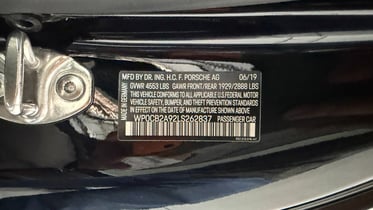 MFD BY DR. ING. H.C. F. PORSCHE AG 06/19
GVWR 4553 LBS GAWR FRONT/REAR 1929/2888 LBS
THIS VEHICLE CONFORMS TO ALL APPLICABLE U.S. FEDERAL
SAFETY, BUMPER, AND THEFT PREVENTION STANDARDS
IN EFFECT ON THE DATE OF MANUFACTURE SHOWN ABOVE.
WP0CB2A92LS262837 PASSENGER CAR
MADE IN GERMANY